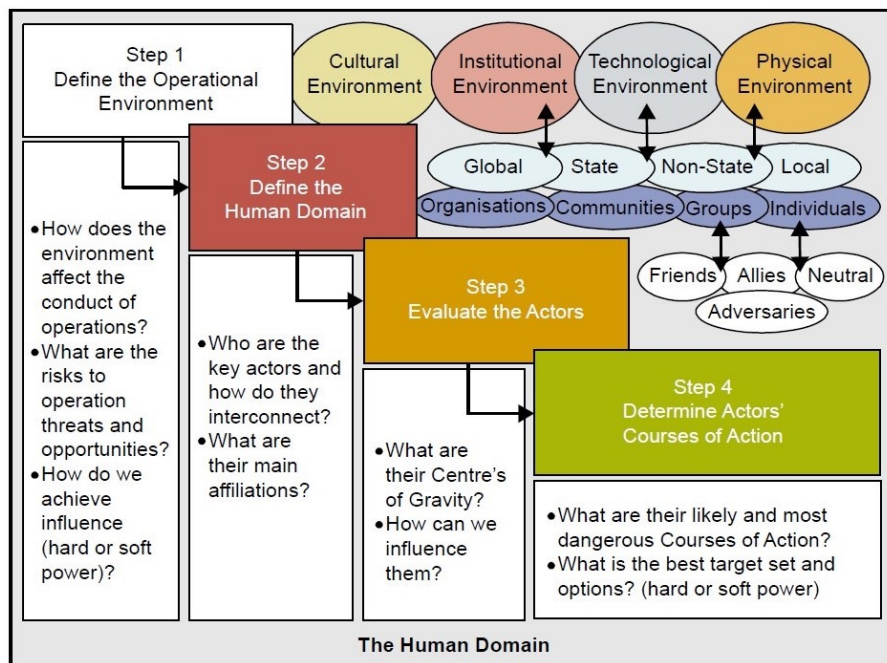 Step 1
Define the Operational
Environment
Cultural
Environment
Institutional
Environment
Technological
Environment
Physical
Environment
Step 2
Define the
Human Domain
Global
State
Non-State
Local
Organisations
Communities
Groups
Individuals
Friends
Allies
Neutral
Adversaries
•How does the
environment
affect the
conduct of
operations?
•What are the
risks to
operation
threats and
opportunities?
•How do we
achieve
influence
(hard or soft
power)?
Step 3
Evaluate the Actors
•Who are the
key actors and
how do they
interconnect?
•What are
their main
affiliations?
Step 4
Determine Actors’
Courses of Action
•What are
their Centre’s
of Gravity?
•How can we
influence
them?
•What are their likely and most
dangerous Courses of Action?
•What is the best target set and
options? (hard or soft power)
The Human Domain